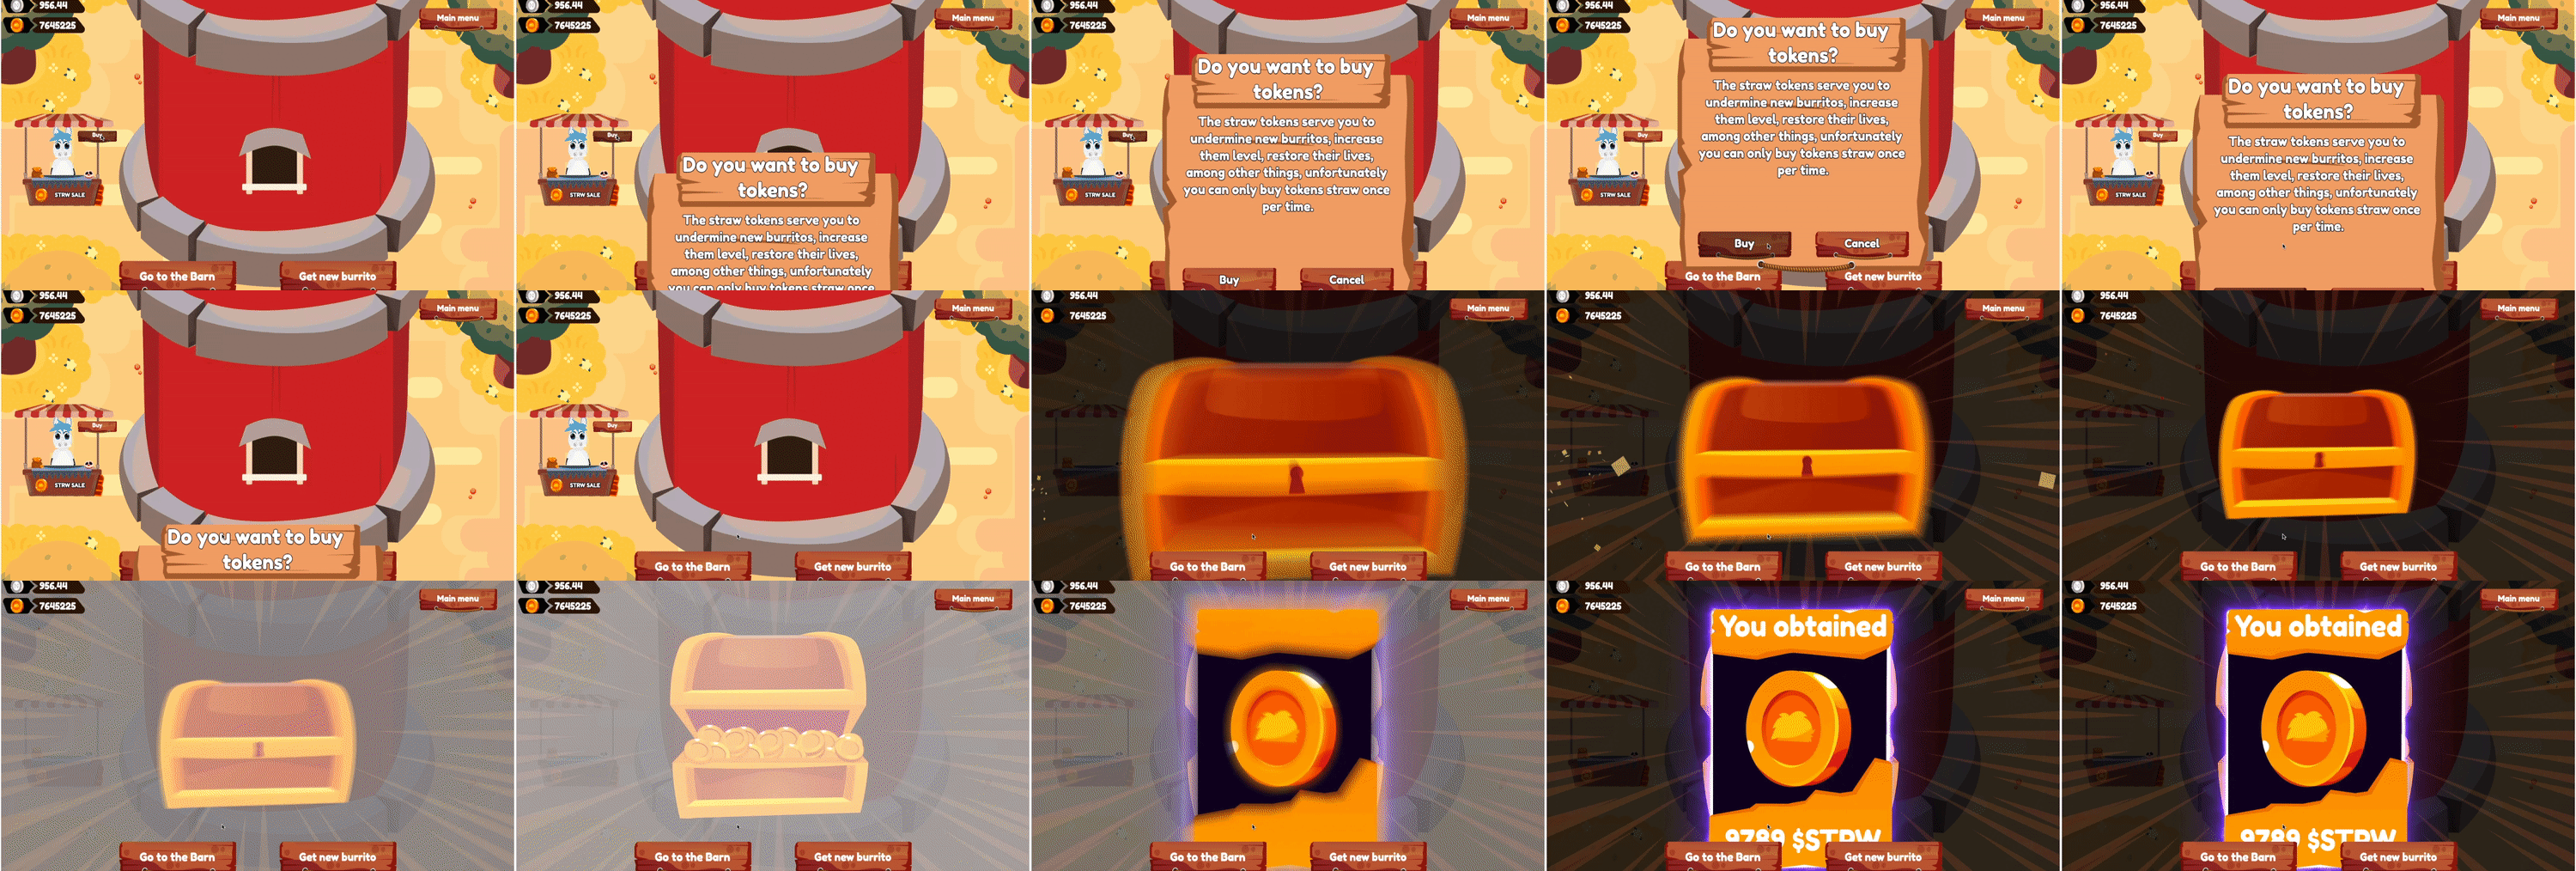 956.44
7645225
Main menu
Buy
STRW SALE
Go to the Barn
Get new burrito
956.44
7645225
Main menu
Buy
STRW SALE
Do you want to buy
tokens?
The straw tokens serve you to
undermine new burritos, increase
them level, restore their lives,
among other things, unfortunately
you can only buy tokens straw once
956.44
7645225
Main menu
Buy
STRW SALE
Do you want to buy
tokens?
The straw tokens serve you to
undermine new burritos, increase
them level, restore their lives,
among other things, unfortunately
you can only buy tokens straw once
per time.
Buy
Cancel
956.44
7645225
Main menu
Buy
STRW SALE
Do you want to buy
tokens?
The straw tokens serve you to
undermine new burritos, increase
them level, restore their lives,
among other things, unfortunately
you can only buy tokens straw once
per time.
Buy
Cancel
Go to the Barn
Get new burrito
956.44
7645225
Main menu
Buy
STRW SALE
Do you want to buy
tokens?
The straw tokens serve you to
undermine new burritos, increase
them level, restore their lives,
among other things, unfortunately
you can only buy tokens straw once
per time.
956.44
7645225
Main menu
Buy
STRW SALE
Do you want to buy
tokens?
956.44
7645225
Main menu
Buy
STRW SALE
Go to the Barn
Get new burrito
956.44
7645225
Main menu
Go to the Barn
Get new burrito
956.44
7645225
Main menu
Go to the Barn
Get new burrito
956.44
7645225
Main menu
Go to the Barn
Get new burrito
956.44
7645225
Main menu
Go to the Barn
Get new burrito
956.44
7645225
Main menu
Go to the Barn
Get new burrito
956.44
7645225
Main menu
Go to the Barn
Get new burrito
956.44
7645225
Main menu
You obtained
9789 $STRW
Go to the Barn
Get new burrito
956.44
7645225
Main menu
You obtained
9789 $STRW
Go to the Barn
Get new burrito